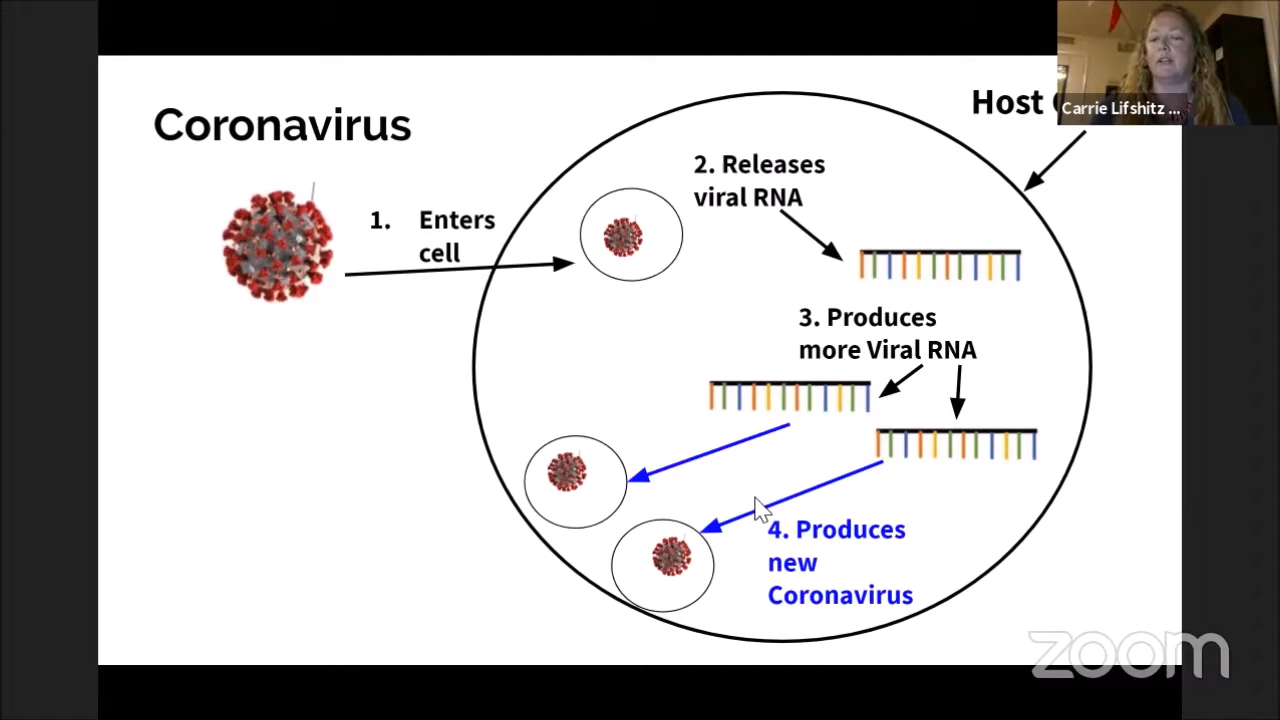 Coronavirus
Host
Carrie Lifshitz ...
2. Releases
viral RNA
1. Enters
cell
3. Produces
more Viral RNA
4. Produces
new
Coronavirus
zoom